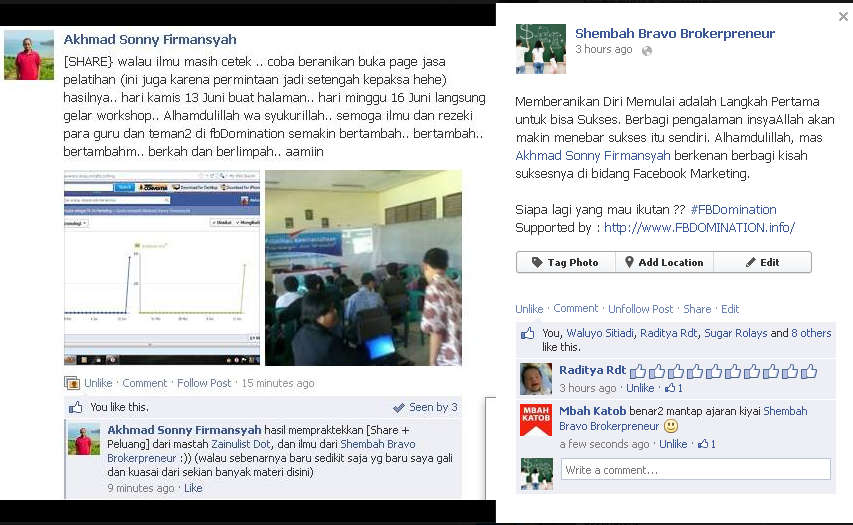 Akhmad Sonny Firmansyah
[SHARE} walau ilmu masih cetek .. coba beranikan buka page jasa
pelatihan (ini juga karena permintaan jadi setengah kepaksa hehe)
hasilnya.. hari kamis 13 Juni buat halaman.. hari minggu 16 Juni langsung
gelar workshop.. Alhamdulillah wa syukurillah.. semoga ilmu dan rezeki
para guru dan teman2 di fbDomination semakin bertambah.. bertambah..
bertambahm.. berkah dan berlimpah.. aamiin
Unlike · Comment · Follow Post · 15 minutes ago
You like this.
Seen by 3
Akhmad Sonny Firmansyah hasil mempraktekkan [Share +
Peluang] dari mastah Zainulist Dot, dan ilmu dari Shembah Bravo
Brokerpreneur :)) (walau sebenarnya baru sedikit saja yg baru saya gali
dan kuasai dari sekian banyak materi disini)
9 minutes ago · Like
Shembah Bravo Brokerpreneur
3 hours ago
Memberanikan Diri Memulai adalah Langkah Pertama
untuk bisa Sukses. Berbagi pengalaman insyaAllah akan
makin menebar sukses itu sendiri. Alhamdulillah, mas
Akhmad Sonny Firmansyah berkenan berbagi kisah
suksesnya di bidang Facebook Marketing.
Siapa lagi yang mau ikutan ?? #FBDomination
Supported by : http://www.FBDOMINATION.info/
Tag Photo
Add Location
Edit
Unlike · Comment · Unfollow Post · Share · Edit
You, Waluyo Sitiadi, Raditya Rdt, Sugar Rolays and 8 others
like this.
Raditya Rdt
3 hours ago · Unlike · 1
MBAH
KATOB
Mbah Katob benar2 mantap ajaran kiyai Shembah
Bravo Brokerpreneur
a few seconds ago · Unlike · 1
Write a comment...